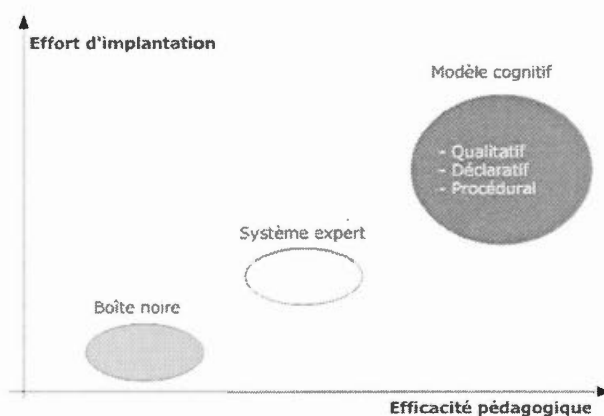 Effort d'implantation
Modèle cognitif
- Qualitatif
- Déclaratif
- Procédural
Système expert
Boîte noire
Efficacité pédagogique